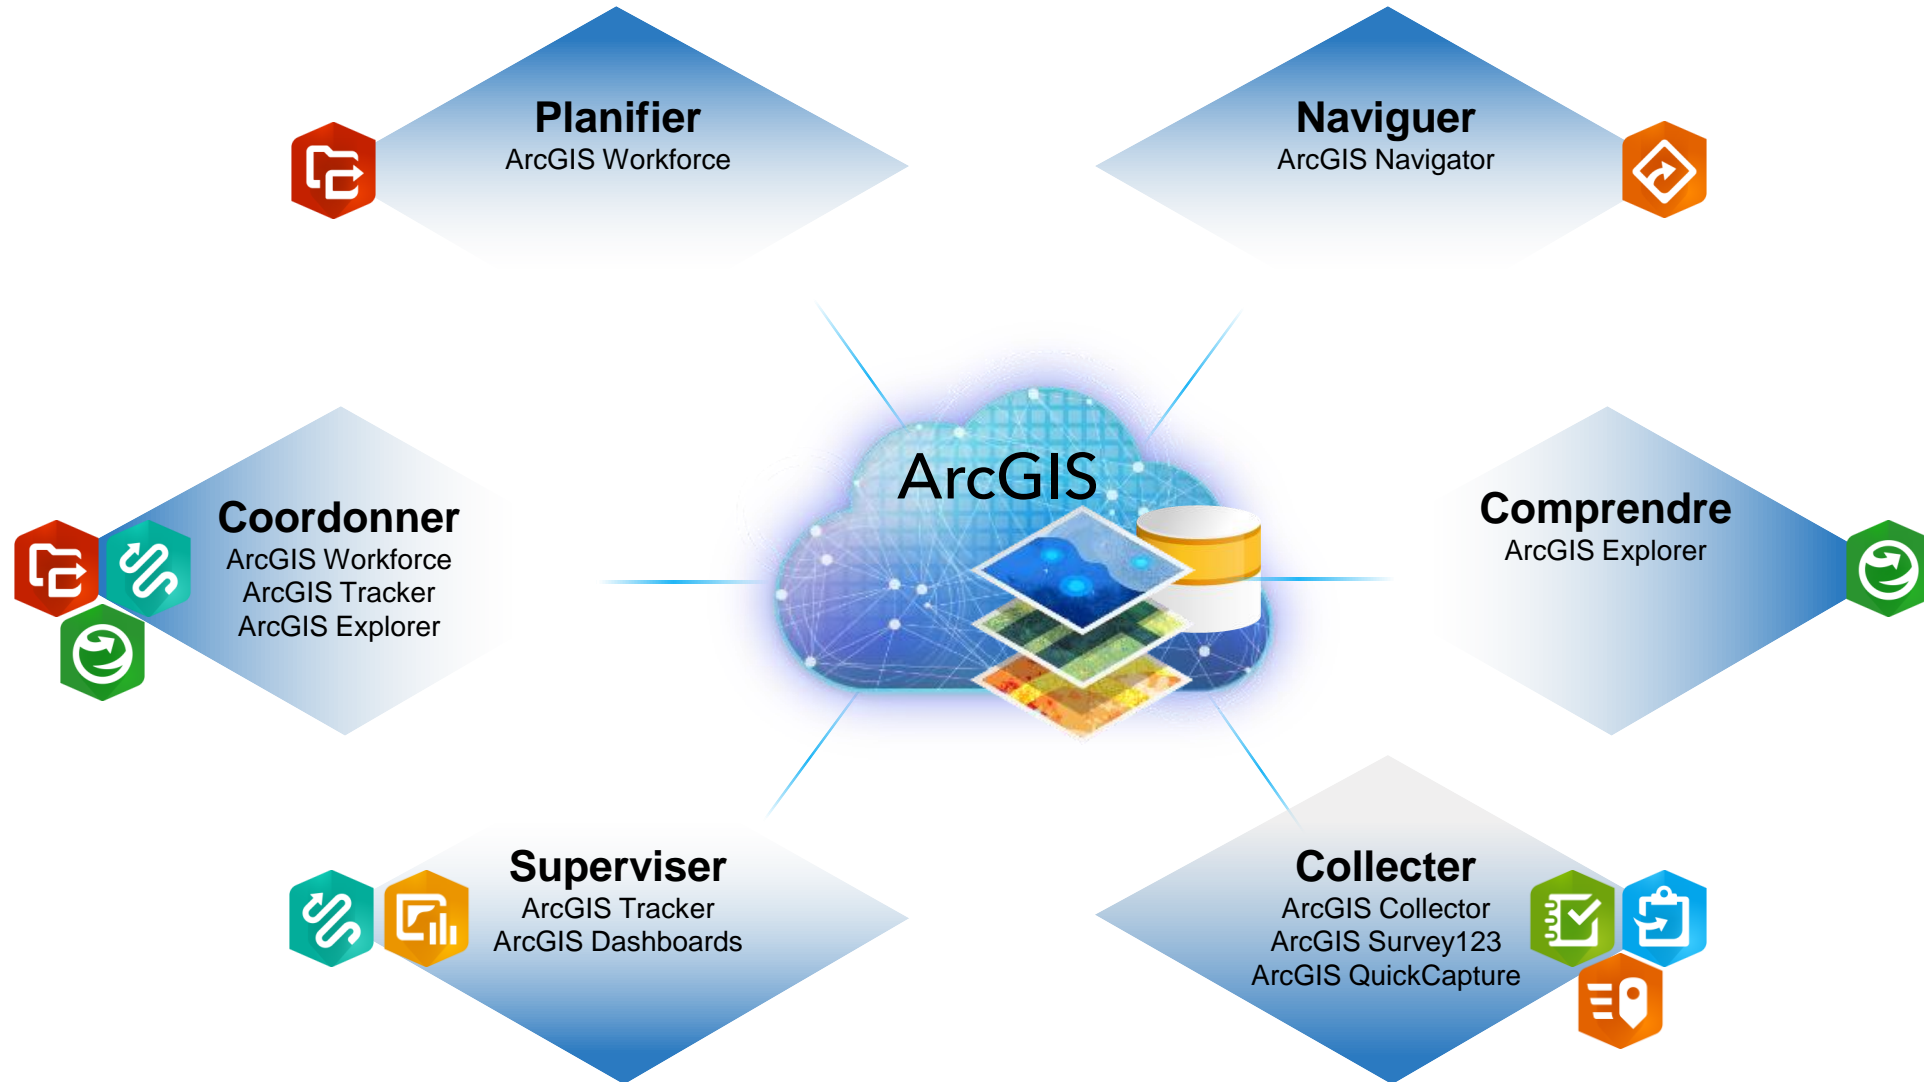 Planifier
ArcGIS Workforce
Naviguer
ArcGIS Navigator
ArcGIS
Coordonner
ArcGIS Workforce
ArcGIS Tracker
ArcGIS Explorer
Comprendre
ArcGIS Explorer
Superviser
ArcGIS Tracker
ArcGIS Dashboards
Collecter
ArcGIS Collector
ArcGIS Survey123
ArcGIS QuickCapture